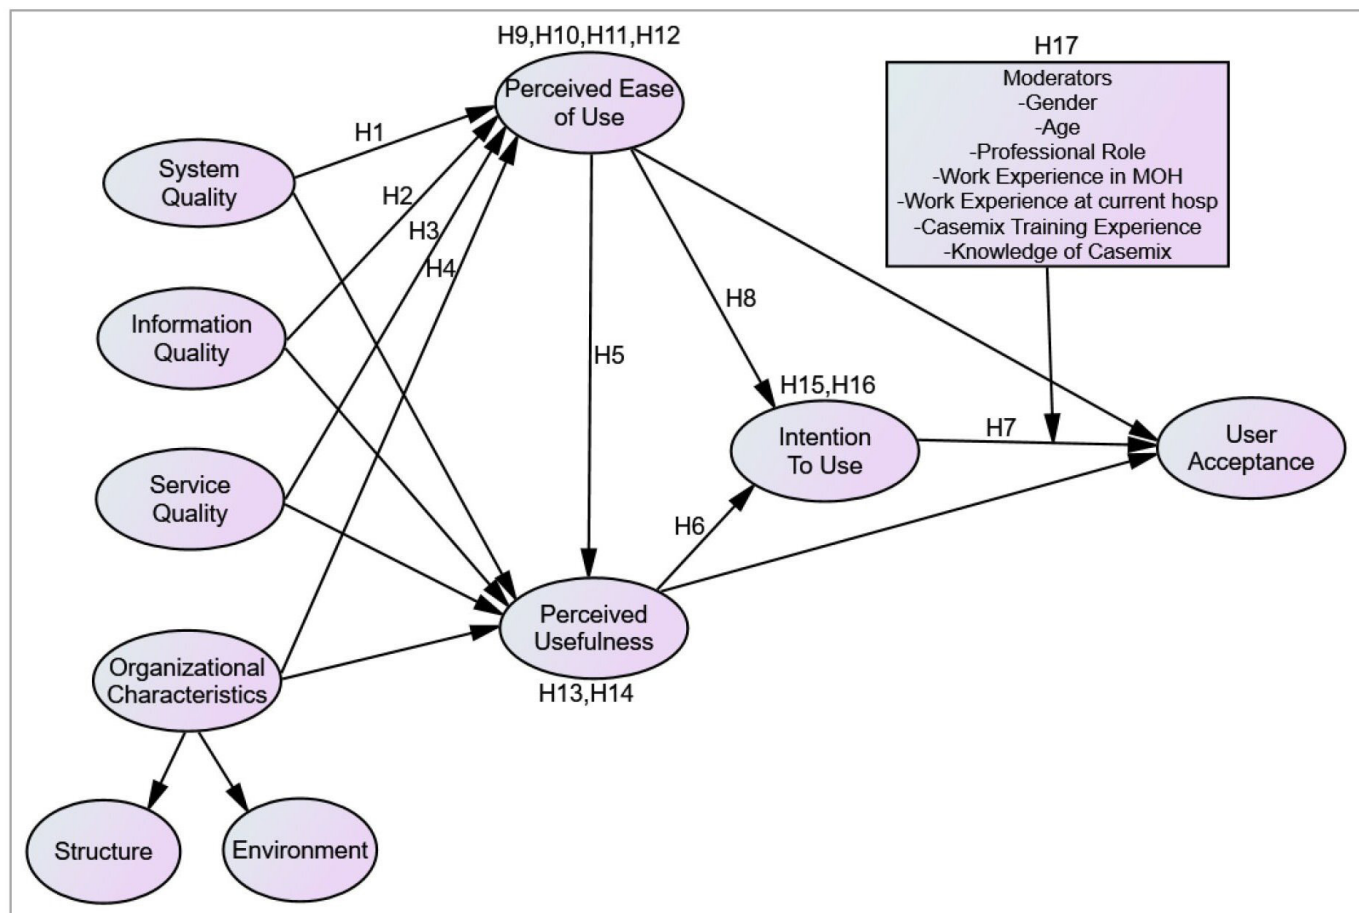 H9,H10,H11,H12
Perceived Ease
of Use
H17
Moderators
-Gender
-Age
-Professional Role
-Work Experience in MOH
-Work Experience at current hosp
-Casemix Training Experience
-Knowledge of Casemix
H1
System
Quality
H2
H3
H4
Information
Quality
H8
H5
H15,H16
Intention
To Use
H7
User
Acceptance
Service
Quality
H6
Perceived
Usefulness
H13,H14
Organizational
Characteristics
Structure
Environment